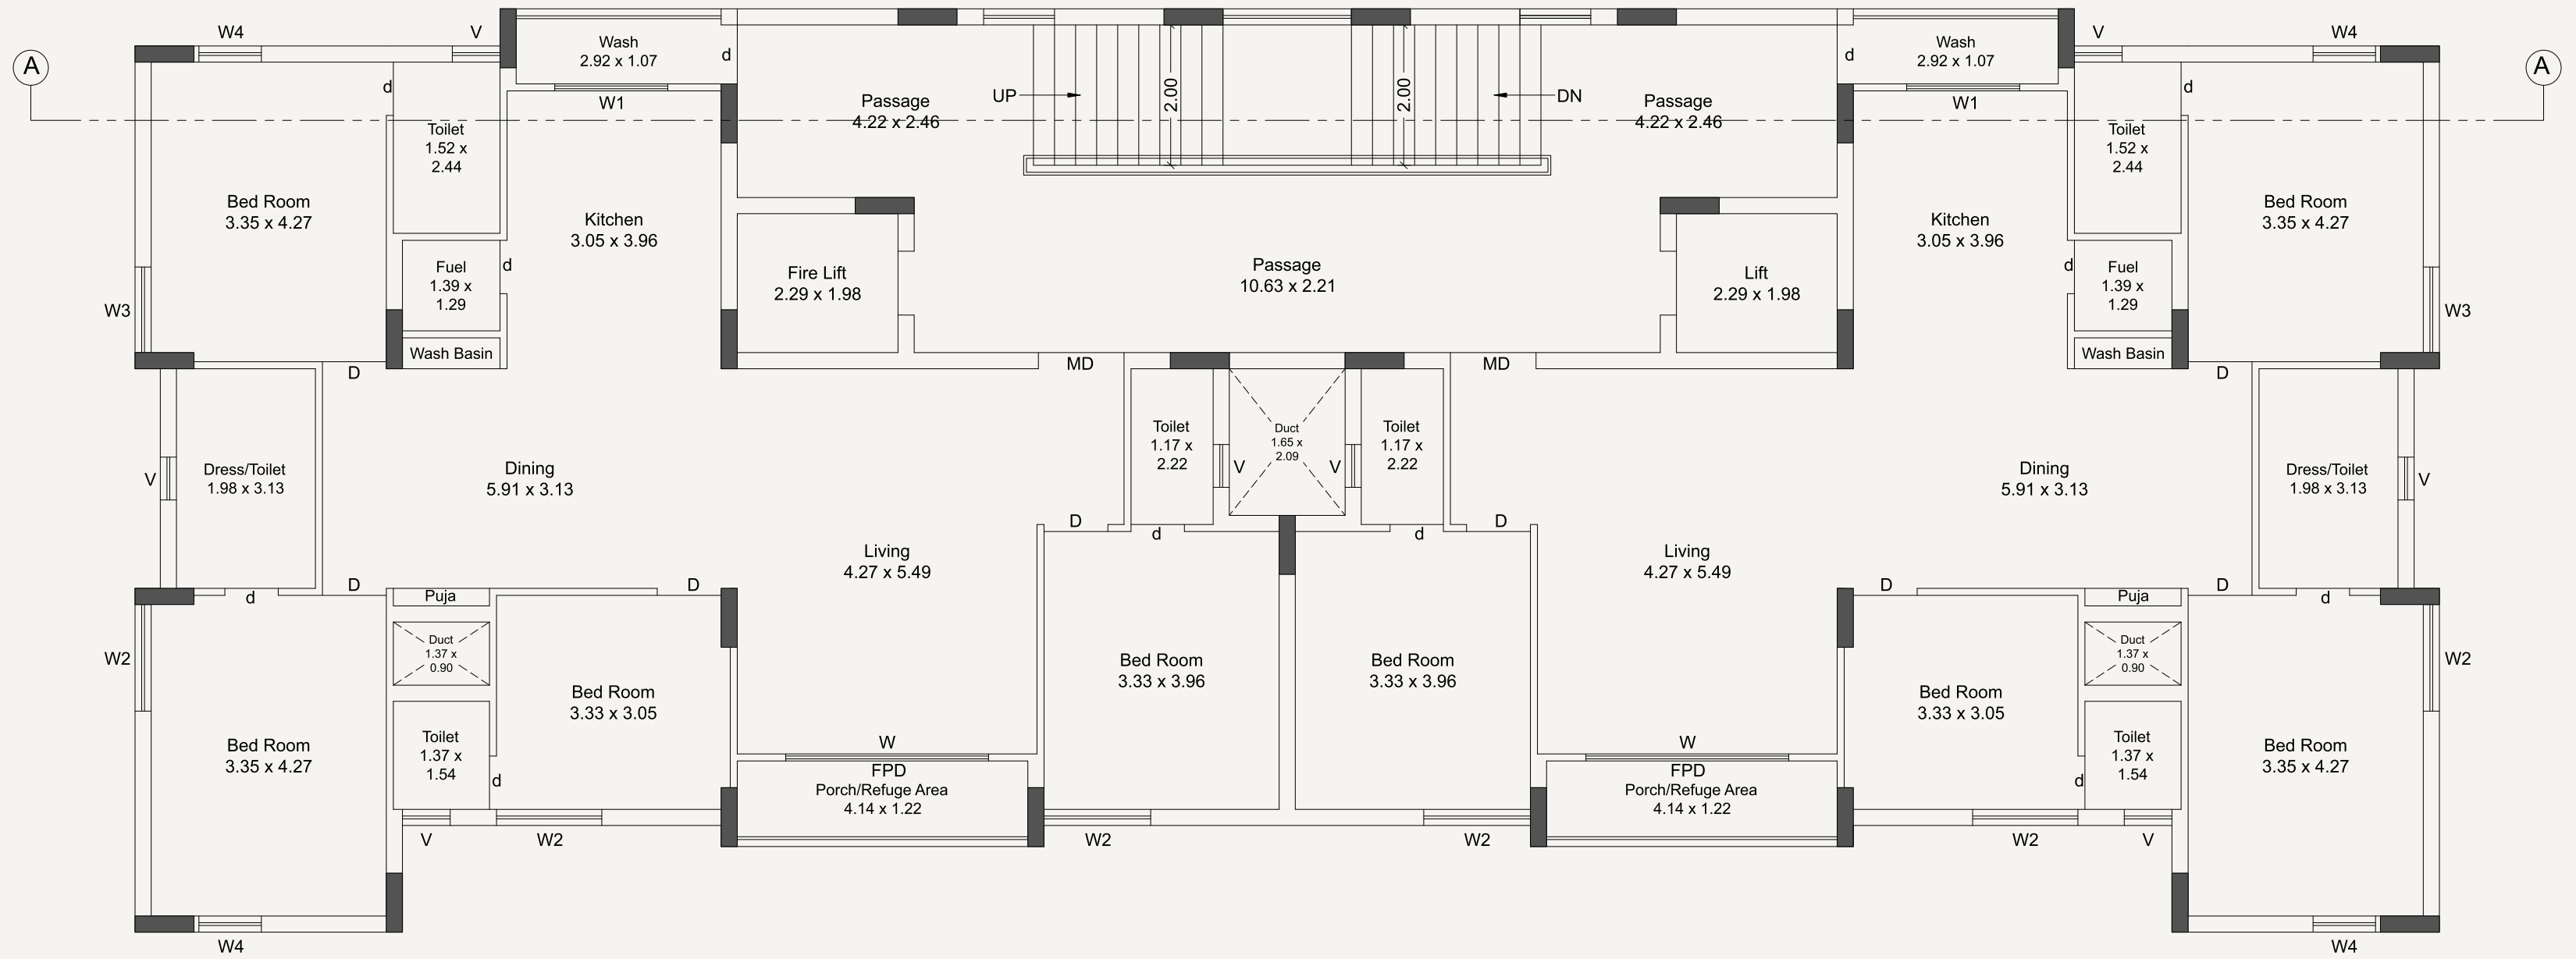 W4
V
V
W4
A
Wash
2.92 x 1.07
d
d
Wash
2.92 x 1.07
A
d
W1
Passage
4.22 x 2.46
UP
2.00
2.00
DN
Passage
4.22 x 2.46
W1
d
Toilet
1.52 x
2.44
Toilet
1.52 x
2.44
Bed Room
3.35 x 4.27
Kitchen
3.05 x 3.96
Kitchen
3.05 x 3.96
Bed Room
3.35 x 4.27
Fuel
1.39 x
1.29
d
Fire Lift
2.29 x 1.98
Passage
10.63 x 2.21
Lift
2.29 x 1.98
d
Fuel
1.39 x
1.29
W3
W3
Wash Basin
Wash Basin
D
MD
MD
D
Toilet
1.17 x
2.22
V
Duct
1.65 x
2.09
V
Toilet
1.17 x
2.22
V
Dress/Toilet
1.98 x 3.13
Dining
5.91 x 3.13
Dining
5.91 x 3.13
Dress/Toilet
1.98 x 3.13
V
D
d
d
D
Living
4.27 x 5.49
Living
4.27 x 5.49
d
D
Puja
D
D
Puja
D
d
W2
Duct
1.37 x
0.90
Duct
1.37 x
0.90
W2
Bed Room
3.33 x 3.05
Bed Room
3.33 x 3.96
Bed Room
3.33 x 3.96
Bed Room
3.33 x 3.05
Bed Room
3.35 x 4.27
Toilet
1.37 x
1.54
d
W
FPD
Porch/Refuge Area
4.14 x 1.22
W
FPD
Porch/Refuge Area
4.14 x 1.22
d
Toilet
1.37 x
1.54
Bed Room
3.35 x 4.27
V
W2
W2
W2
W2
V
W4
W4